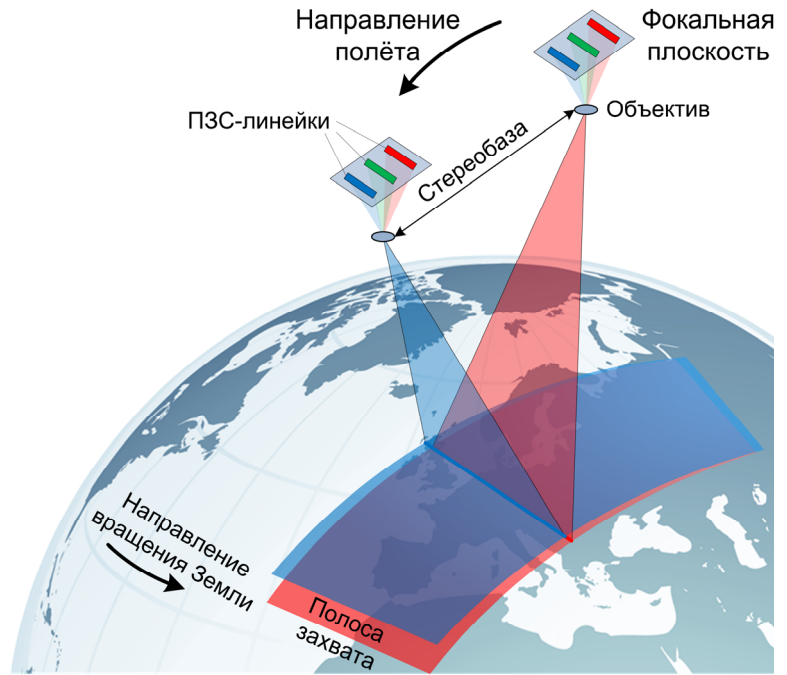 Направление
полёта
Фокальная
плоскость
ПЗС-линейки
Объектив
Стереобаза
Направление
вращения Земли
Полоса
захвата